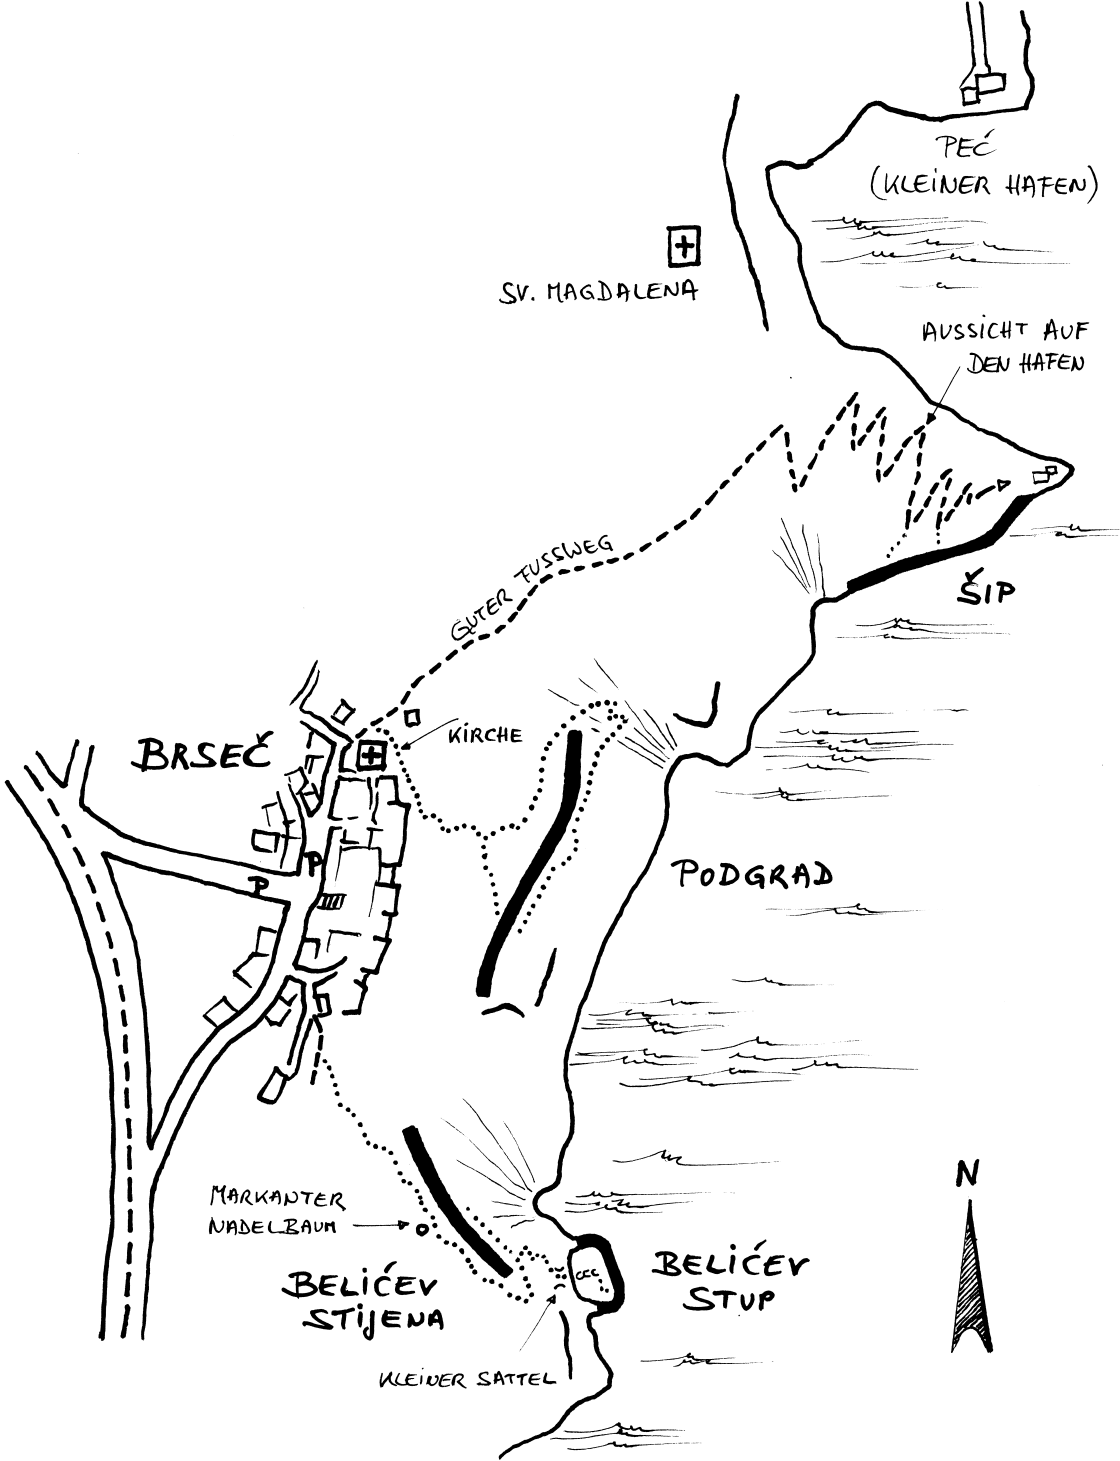 PEĆ
(KLEINER HAFEN)
SV. MAGDALENA
AUSSICHT AUF
DEN HAFEN
GUTER FUSSWEG
ŠIP
KIRCHE
BRSEČ
P
P
PODGRAD
N
MARKANTER
NADELBAUM
BELIĆEV
STIJENA
BELIĆEV
STUP
KLEINER SATTEL